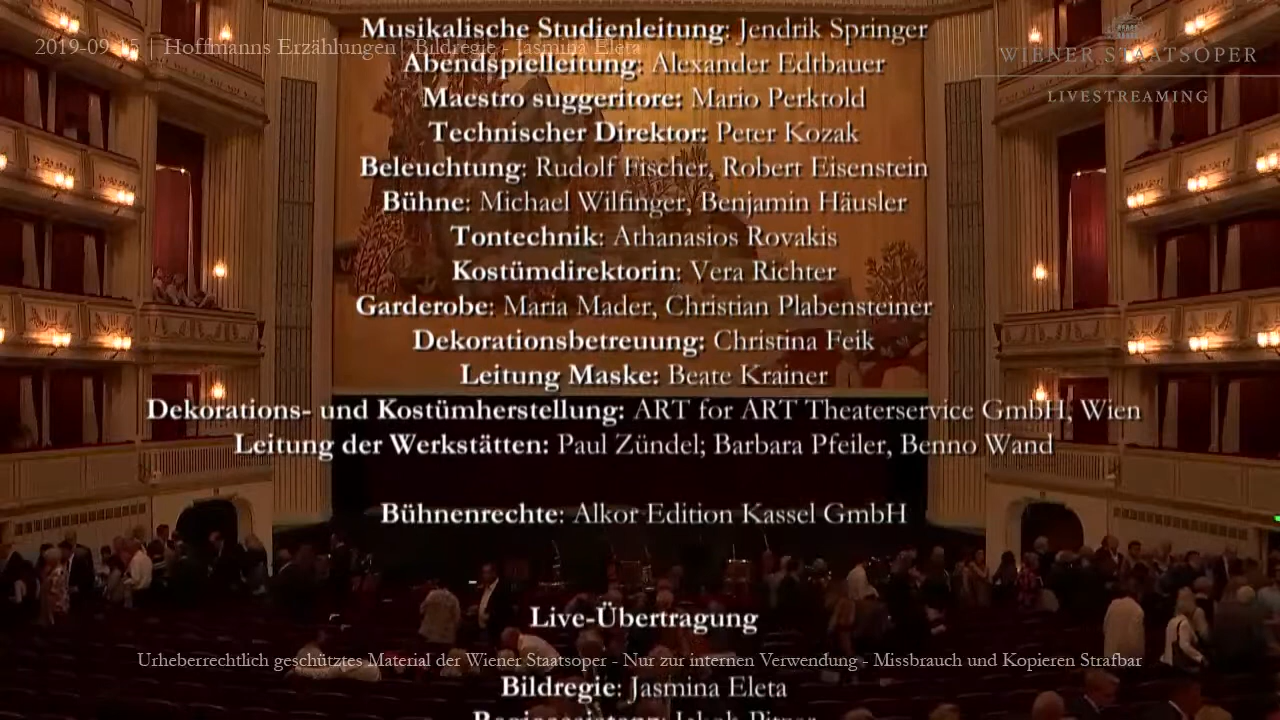 Musikalische Studienleitung: Jendrik Springer
2019-09-15 | Hoffmanns Erzählungen | Bildregie - Jasmina Eleta
WIENER STAATSOPER
Abendspielleitung: Alexander Edtbauer
LIVESTREAMING
Maestro suggeritore: Mario Perktold
Technischer Direktor: Peter Kozak
Beleuchtung: Rudolf Fischer, Robert Eisenstein
Bühne: Michael Wilfinger, Benjamin Häusler
Tontechnik: Athanasios Rovakis
Kostümdirektorin: Vera Richter
Garderobe: Maria Mader, Christian Plabensteiner
Dekorationsbetreuung: Christina Feik
Leitung Maske: Beate Krainer
Dekorations- und Kostümherstellung: ART for ART Theaterservice GmbH, Wien
Leitung der Werkstätten: Paul Zündel; Barbara Pfeiler, Benno Wand
Bühnenrechte: Alkor Edition Kassel GmbH
Live-Übertragung
Urheberrechtlich geschütztes Material der Wiener Staatsoper - Nur zur internen Verwendung - Missbrauch und Kopieren Strafbar
Bildregie: Jasmina Eleta